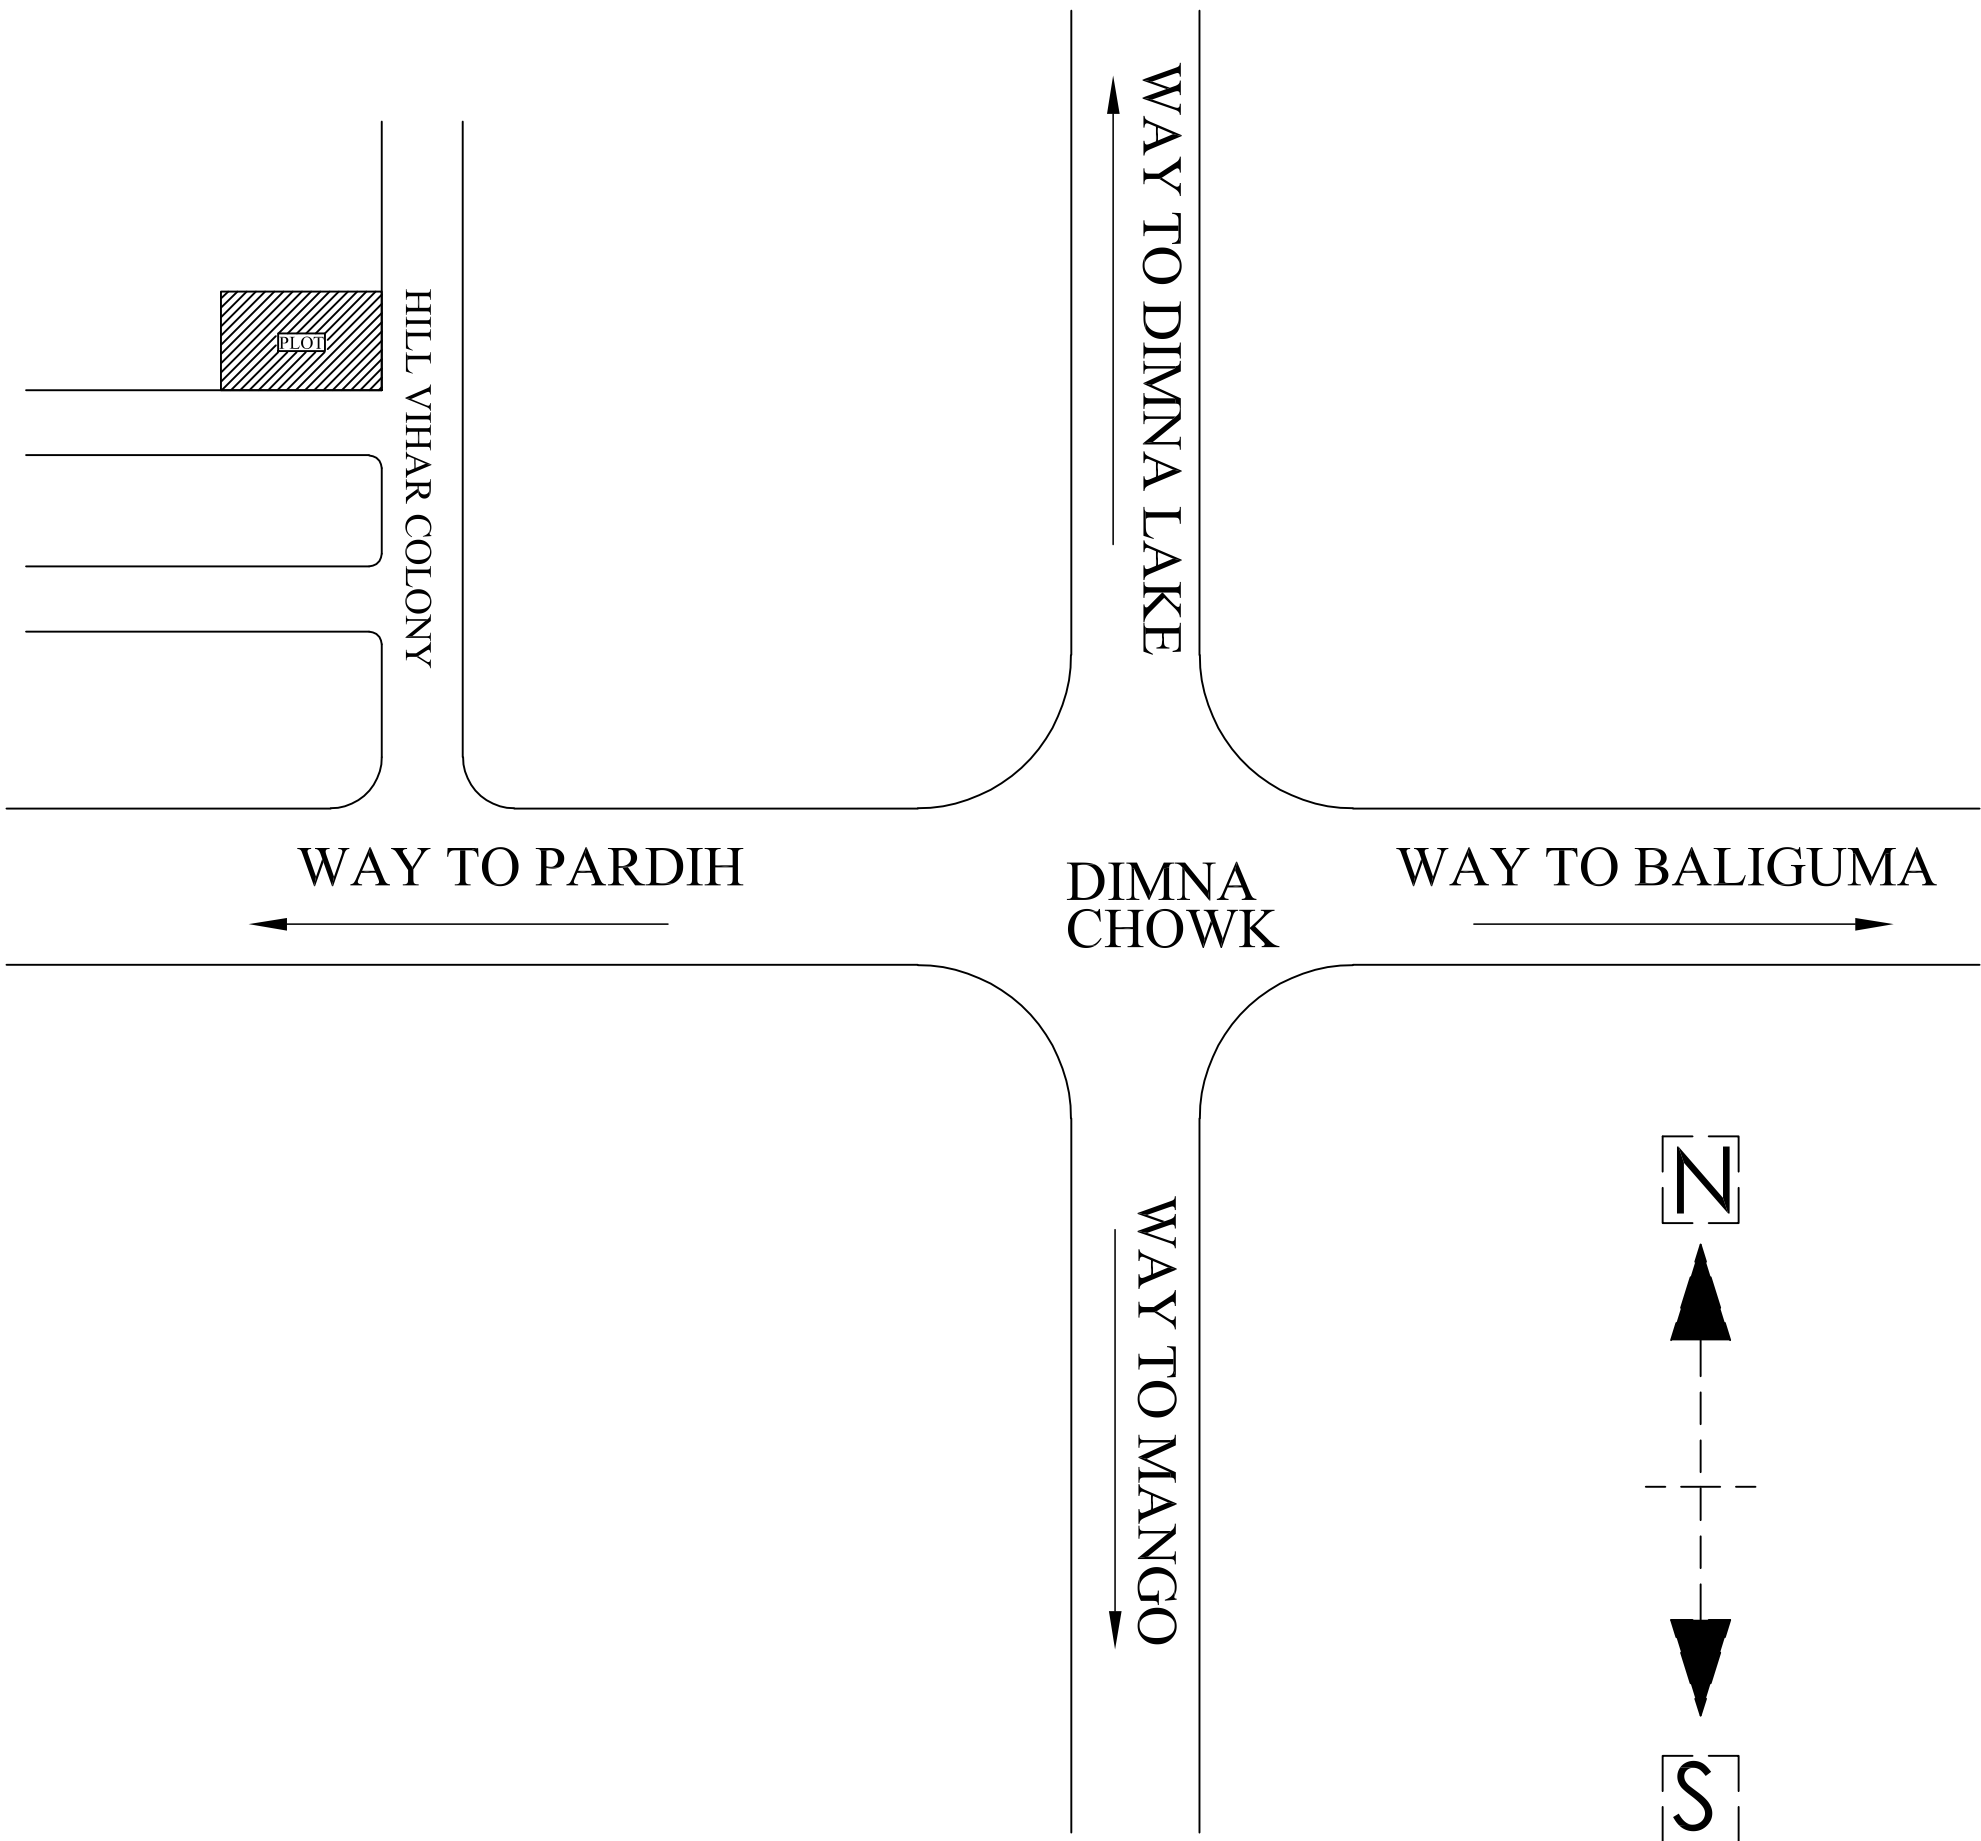 WAY TO DIMNA LAKE
PLOT
HILL VIHAR COLONY
WAY TO PARDIH
DIMNA
CHOWK
WAY TO BALIGUMA
WAY TO MANGO
N
S